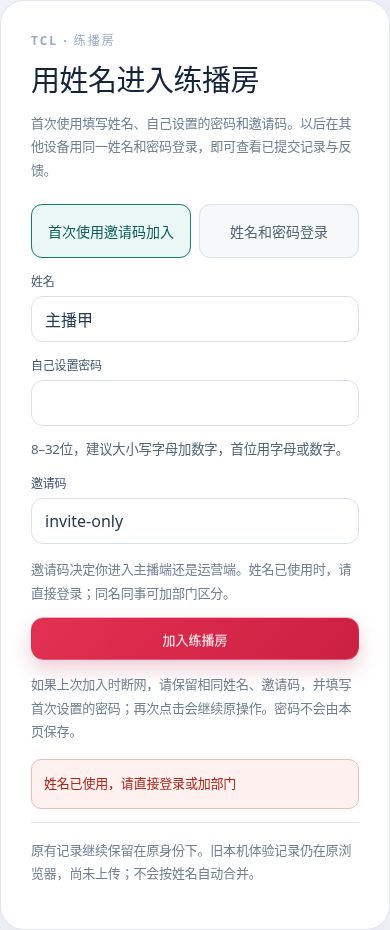 TCL · 练播房
用姓名进入练播房
首次使用填写姓名、自己设置的密码和邀请码。以后在其
他设备用同一姓名和密码登录，即可查看已提交记录与反
馈。
首次使用邀请码加入
姓名和密码登录
姓名
主播甲
自己设置密码
8–32位，建议大小写字母加数字，首位用字母或数字。
邀请码
invite-only
邀请码决定你进入主播端还是运营端。姓名已使用时，请
直接登录；同名同事可加部门区分。
加入练播房
如果上次加入时断网，请保留相同姓名、邀请码，并填写
首次设置的密码；再次点击会继续原操作。密码不会由本
页保存。
姓名已使用，请直接登录或加部门
原有记录继续保留在原身份下。旧本机体验记录仍在原浏
览器，尚未上传；不会按姓名自动合并。